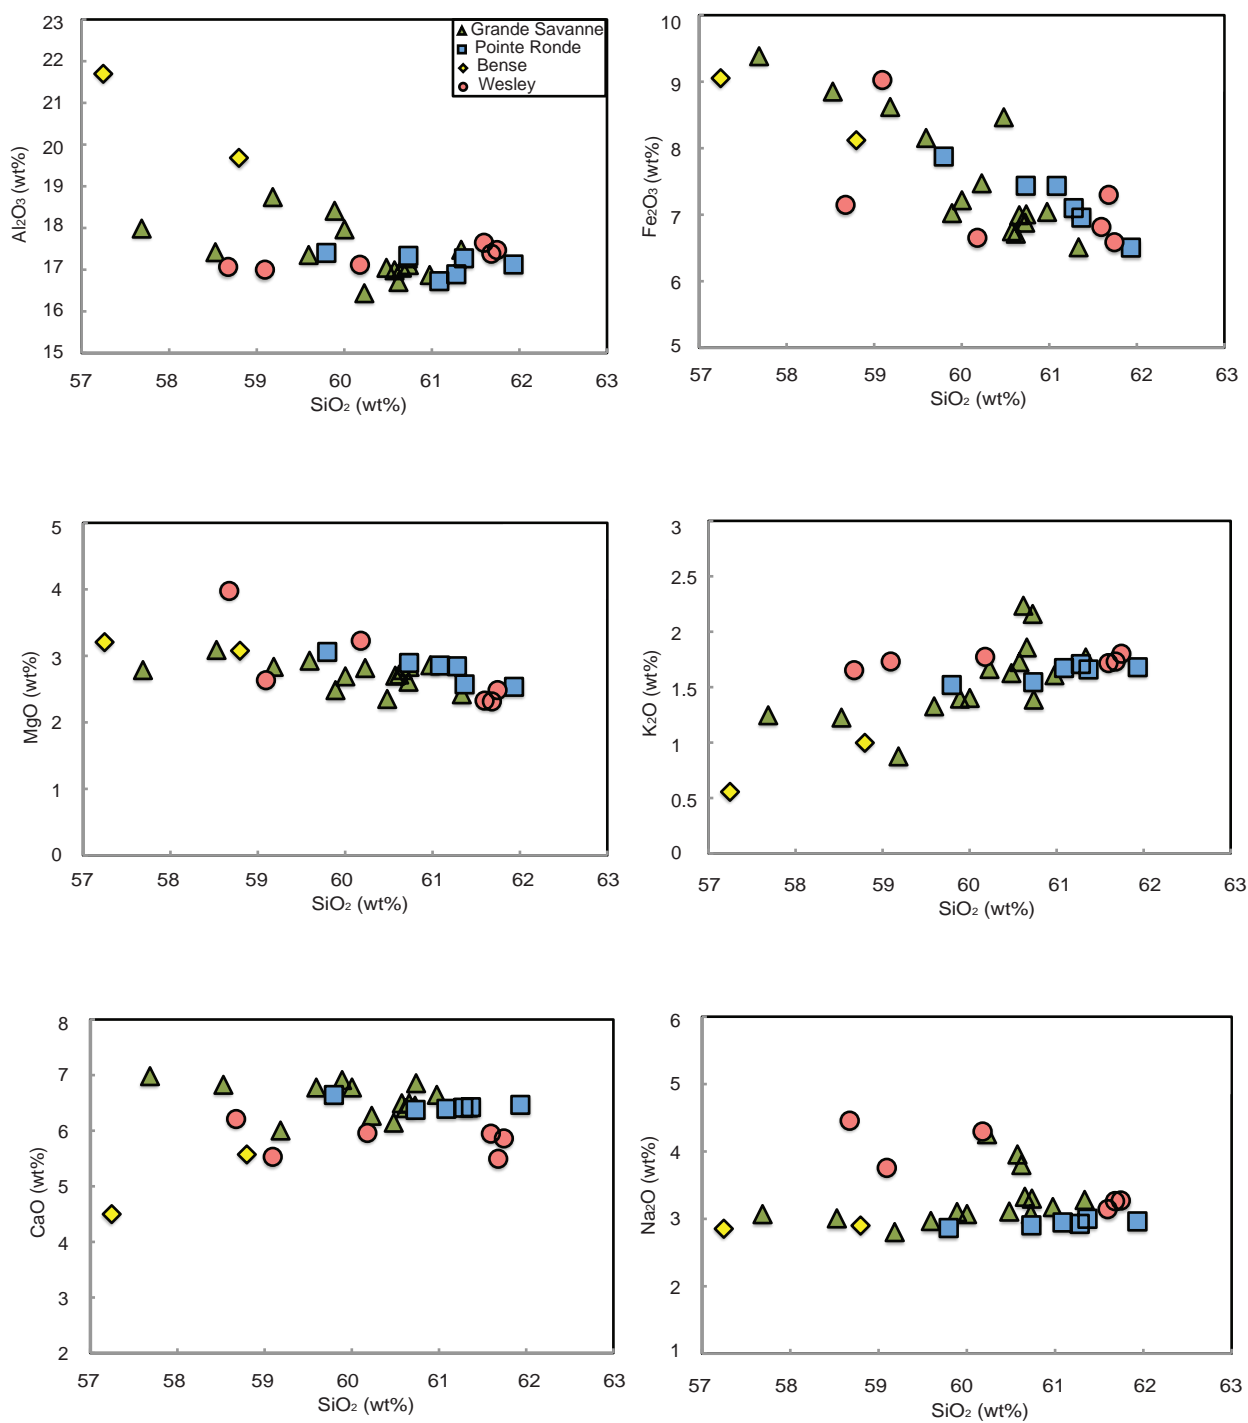 23
22
21
20
19
18
17
16
15
Al₂O₃ (wt%)
Grande Savanne
Pointe Ronde
Bense
Wesley
57 58 59 60 61 62 63
SiO₂ (wt%)
10
9
8
7
6
5
Fe₂O₃ (wt%)
57 58 59 60 61 62 63
SiO₂ (wt%)
5
4
3
2
1
0
MgO (wt%)
57 58 59 60 61 62 63
SiO₂ (wt%)
3
2.5
2
1.5
1
0.5
0
K₂O (wt%)
57 58 59 60 61 62 63
SiO₂ (wt%)
8
7
6
5
4
3
2
CaO (wt%)
57 58 59 60 61 62 63
SiO₂ (wt%)
6
5
4
3
2
1
Na₂O (wt%)
57 58 59 60 61 62 63
SiO₂ (wt%)